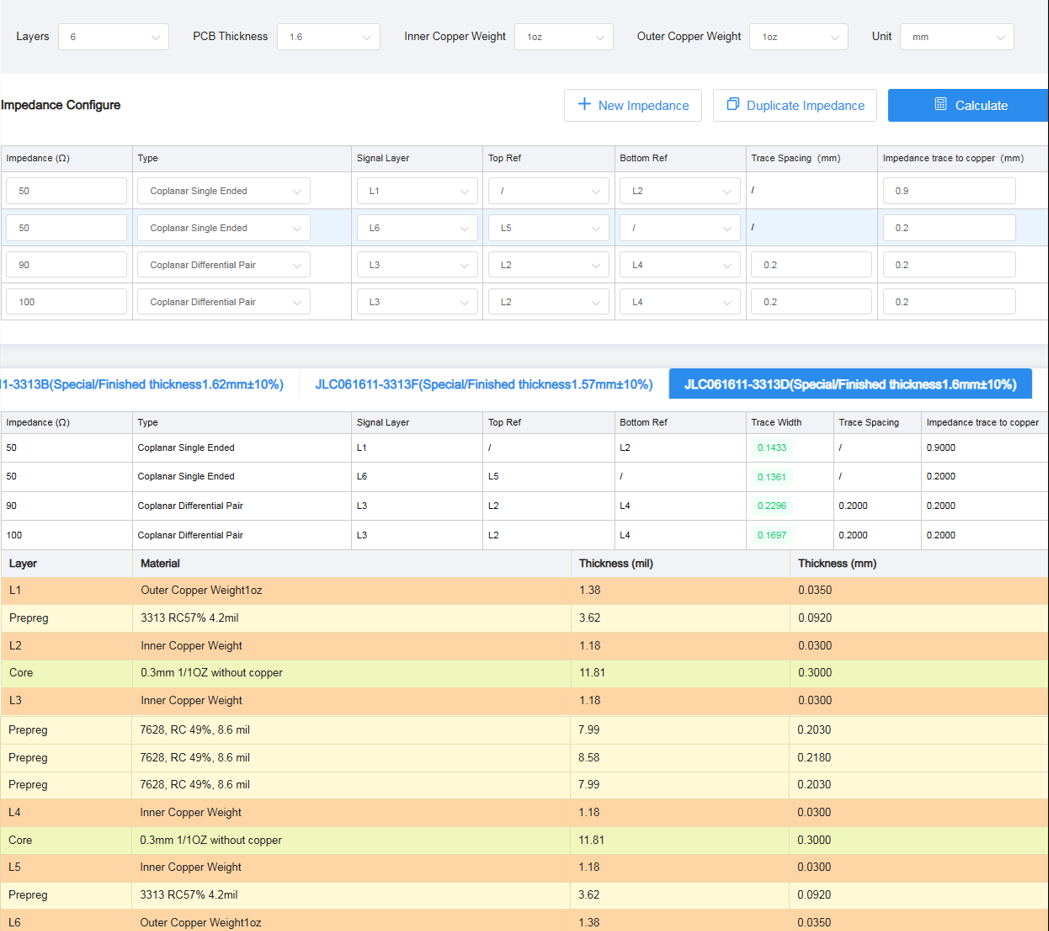 Layers 6 PCB Thickness 1.6 Inner Copper Weight 1oz Outer Copper Weight 1oz Unit mm
Impedance Configure New Impedance Duplicate Impedance Calculate
Impedance (Ω) Type Signal Layer Top Ref Bottom Ref Trace Spacing (mm) Impedance trace to copper (mm)
50 Coplanar Single Ended L1 / L2 / 0.9
50 Coplanar Single Ended L6 L5 / / 0.2
90 Coplanar Differential Pair L3 L2 L4 0.2 0.2
100 Coplanar Differential Pair L3 L2 L4 0.2 0.2
1-3313B(Special/Finished thickness1.62mm±10%) JLC061611-3313F(Special/Finished thickness1.57mm±10%) JLC061611-3313D(Special/Finished thickness1.6mm±10%)
Impedance (Ω) Type Signal Layer Top Ref Bottom Ref Trace Width Trace Spacing Impedance trace to copper
50 Coplanar Single Ended L1 / L2 0.1433 / 0.9000
50 Coplanar Single Ended L6 L5 / 0.1361 / 0.2000
90 Coplanar Differential Pair L3 L2 L4 0.2296 0.2000 0.2000
100 Coplanar Differential Pair L3 L2 L4 0.1697 0.2000 0.2000
Layer Material Thickness (mil) Thickness (mm)
L1 Outer Copper Weight1oz 1.38 0.0350
Prepreg 3313 RC57% 4.2mil 3.62 0.0920
L2 Inner Copper Weight 1.18 0.0300
Core 0.3mm 1/1OZ without copper 11.81 0.3000
L3 Inner Copper Weight 1.18 0.0300
Prepreg 7628, RC 49%, 8.6 mil 7.99 0.2030
Prepreg 7628, RC 49%, 8.6 mil 8.58 0.2180
Prepreg 7628, RC 49%, 8.6 mil 7.99 0.2030
L4 Inner Copper Weight 1.18 0.0300
Core 0.3mm 1/1OZ without copper 11.81 0.3000
L5 Inner Copper Weight 1.18 0.0300
Prepreg 3313 RC57% 4.2mil 3.62 0.0920
L6 Outer Copper Weight1oz 1.38 0.0350